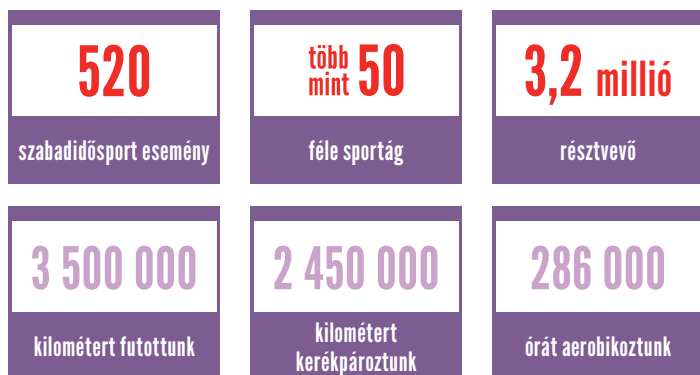 520
szabadidősport esemény
több
mint 50
féle sportág
3,2 millió
résztvevő
3 500 000
kilométert futottunk
2 450 000
kilométert
kerékpároztunk
286 000
órát aerobikoztunk